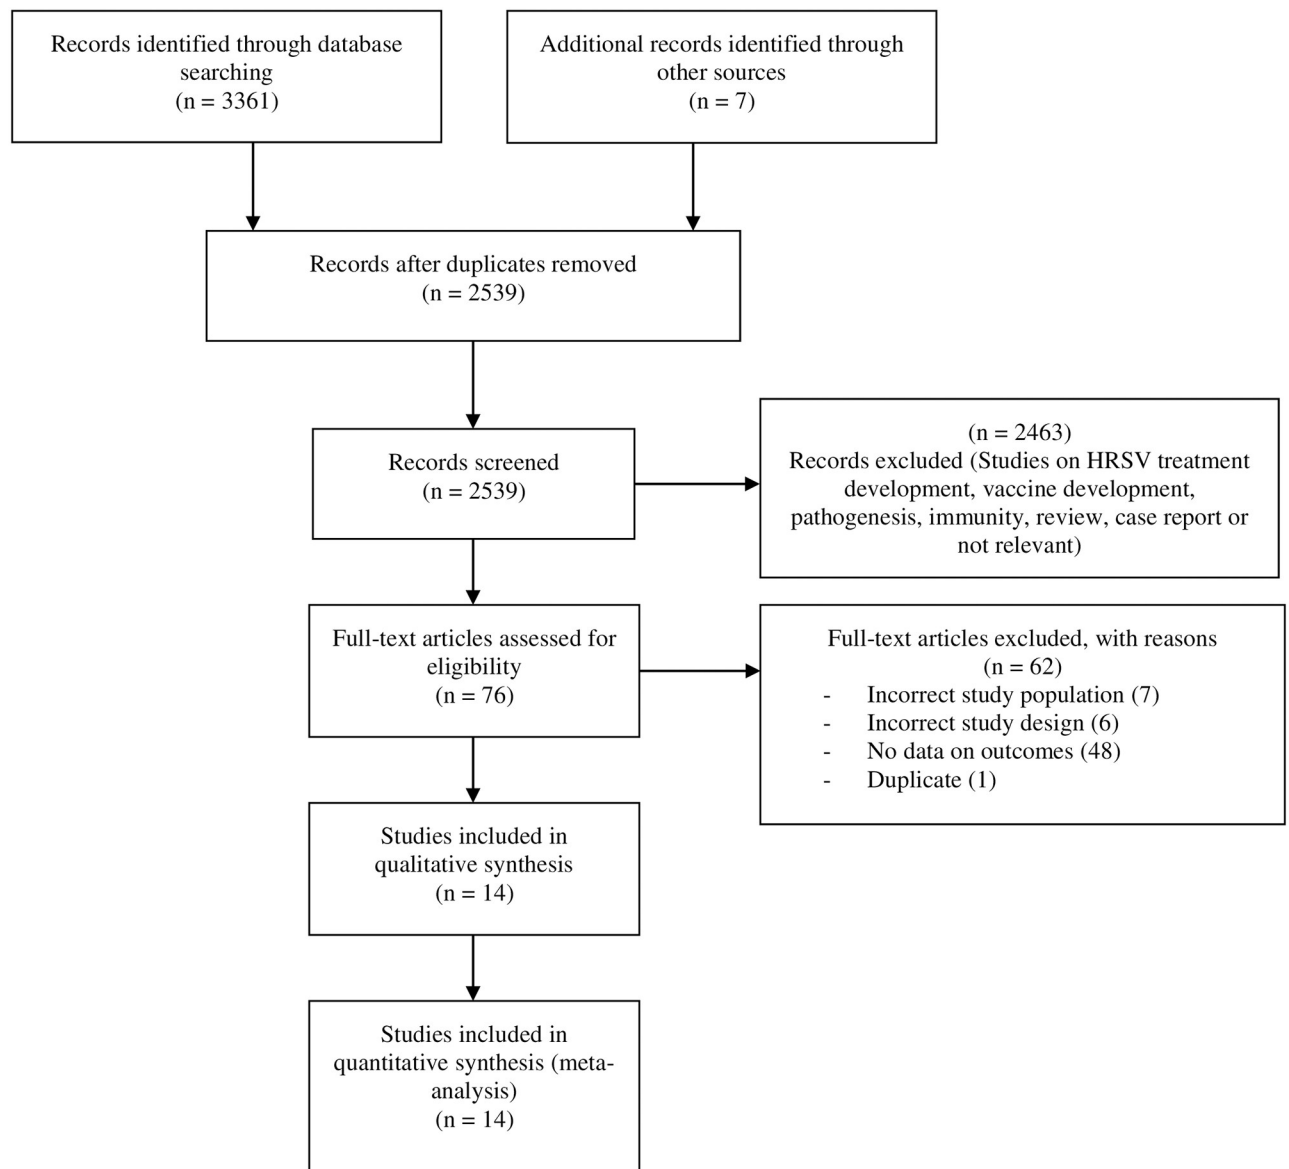 Records identified through database
searching
(n = 3361)
Additional records identified through
other sources
(n = 7)
Records after duplicates removed
(n = 2539)
Records screened
(n = 2539)
(n = 2463)
Records excluded (Studies on HRSV treatment
development, vaccine development,
pathogenesis, immunity, review, case report or
not relevant)
Full-text articles assessed for
eligibility
(n = 76)
Full-text articles excluded, with reasons
(n = 62)
- Incorrect study population (7)
- Incorrect study design (6)
- No data on outcomes (48)
- Duplicate (1)
Studies included in
qualitative synthesis
(n = 14)
Studies included in
quantitative synthesis (meta-
analysis)
(n = 14)